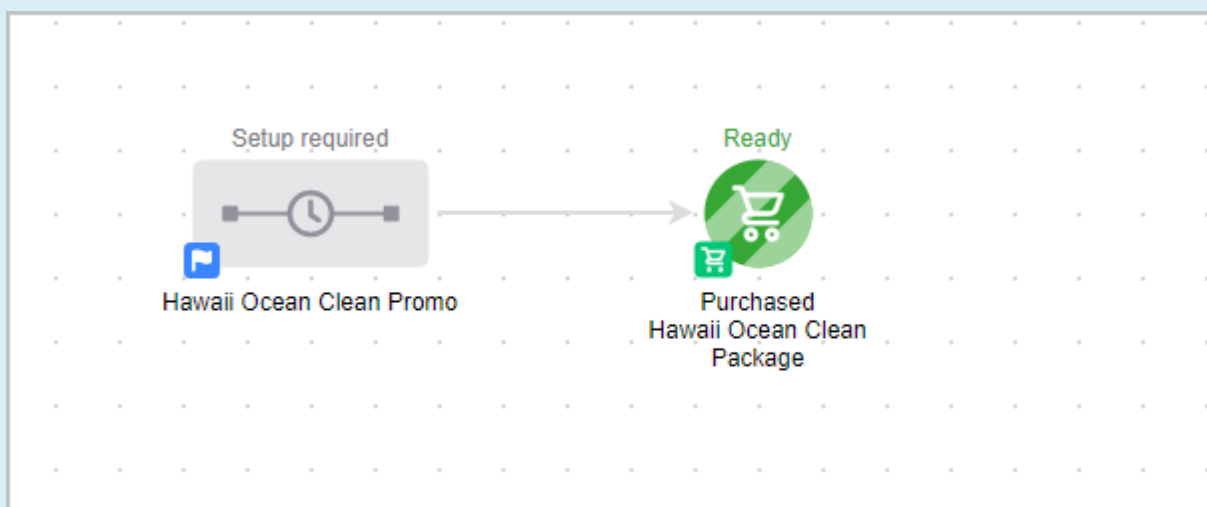 Setup required
Ready
Hawaii Ocean Clean Promo
Purchased
Hawaii Ocean Clean
Package